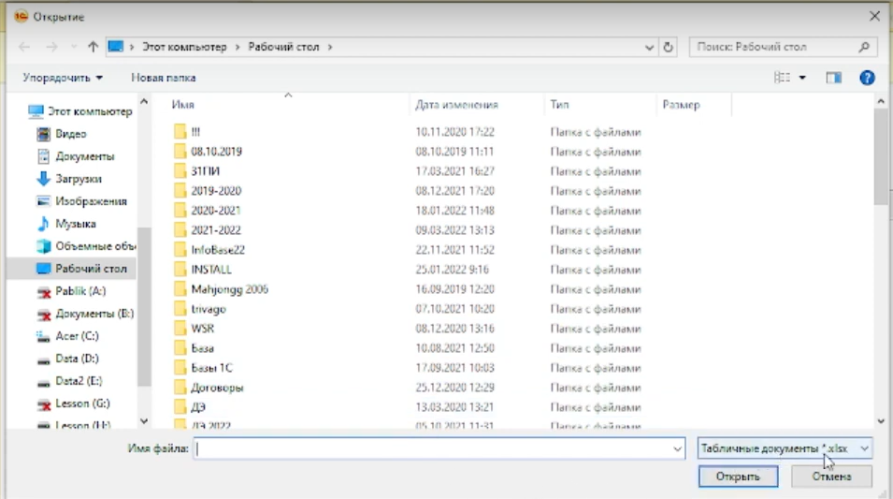 1С Открытие
Этот компьютер > Рабочий стол >
Поиск: Рабочий стол
Упорядочить
Новая папка
Этот компьютер
Видео
Документы
Загрузки
Изображения
Музыка
Объемные объ
Рабочий стол
Pablik (A:)
Документы (B:)
Acer (C:)
Data (D:)
Data2 (E:)
Lesson (G:)
Lesson (H:)
Имя Дата изменения Тип Размер
!!! 10.11.2020 17:22 Папка с файлами
08.10.2019 08.10.2019 11:11 Папка с файлами
31ПИ 17.03.2021 16:27 Папка с файлами
2019-2020 08.12.2021 17:20 Папка с файлами
2020-2021 18.01.2022 11:48 Папка с файлами
2021-2022 09.03.2022 13:13 Папка с файлами
InfoBase22 22.11.2021 11:52 Папка с файлами
INSTALL 25.01.2022 9:16 Папка с файлами
Mahjongg 2006 16.09.2019 12:20 Папка с файлами
trivago 07.10.2021 10:20 Папка с файлами
WSR 08.12.2020 13:16 Папка с файлами
База 10.08.2021 12:50 Папка с файлами
Базы 1С 17.09.2021 10:03 Папка с файлами
Договоры 25.12.2020 12:29 Папка с файлами
ДЭ 13.03.2020 13:21 Папка с файлами
ДЭ 2022 05.10.2021 11:31 Папка с файлами
Имя файла:
Табличные документы *.xlsx
Открыть
Отмена